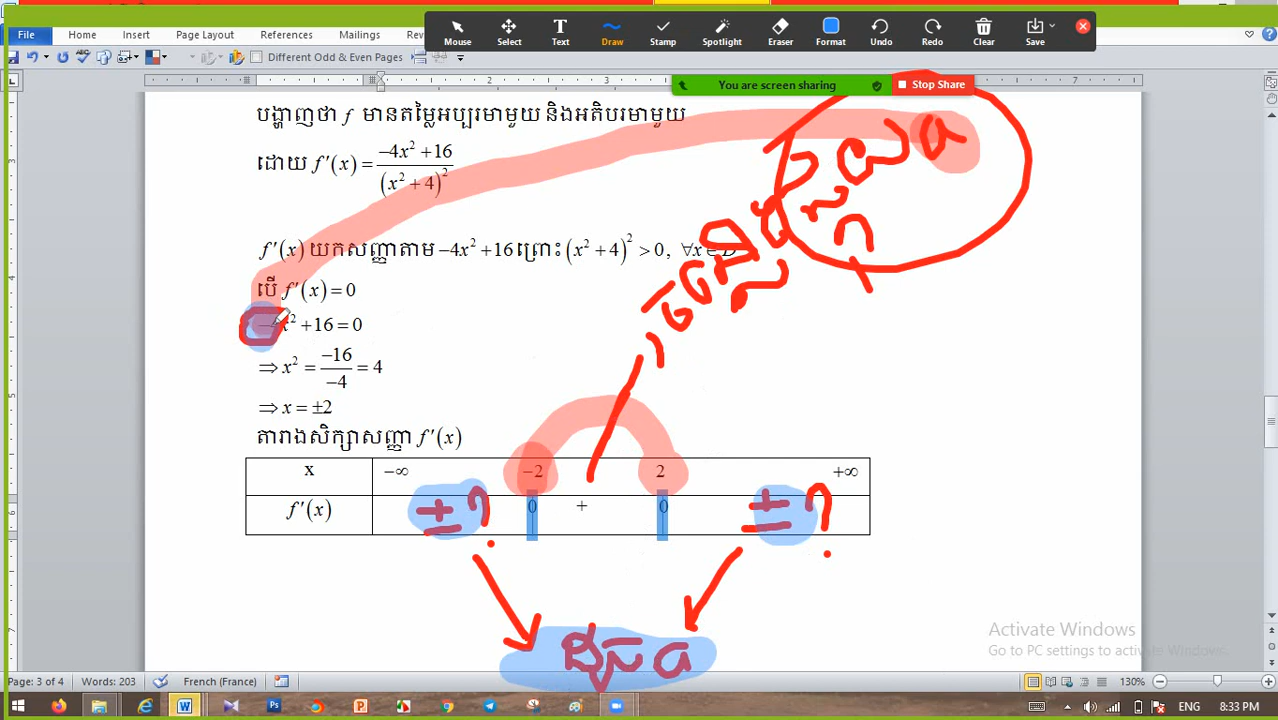 Mouse Select Text Draw Stamp Spotlight Eraser Format Undo Redo Clear Save
File Home Insert Page Layout References Mailings
Different Odd & Even Pages
You are screen sharing Stop Share
2 3 7
បង្ហាញថា f មានតម្លៃអប្បរមាមួយ និងអតិបរមាមួយ
ដោយ f′(x) = (−4x² + 16)/(x² + 4)²
f′(x) យកសញ្ញាតាម −4x² + 16 ព្រោះ (x² + 4)² > 0, ∀x ∈ D
បើ f′(x) = 0
x² + 16 = 0
⇒ x² = −16/−4 = 4
⇒ x = ±2
តារាងសិក្សាសញ្ញា f′(x)
x −∞ −2 2 +∞
f′(x) ± ? 0 + 0 ± ?
a
Activate Windows
Go to PC settings to activate Windows.
Page: 3 of 4 Words: 203 French (France) 130%
8:33 PM